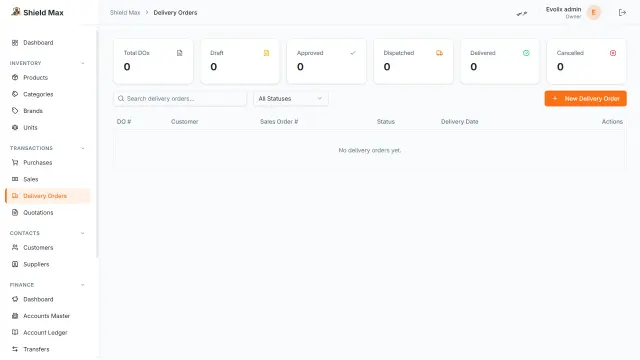 Shield Max
Shield Max > Delivery Orders
Evolix admin
Owner
E
Dashboard
INVENTORY
Products
Categories
Brands
Units
TRANSACTIONS
Purchases
Sales
Delivery Orders
Quotations
CONTACTS
Customers
Suppliers
FINANCE
Dashboard
Accounts Master
Account Ledger
Transfers
Total DOs
0
Draft
0
Approved
0
Dispatched
0
Delivered
0
Cancelled
0
Search delivery orders...
All Statuses
+ New Delivery Order
DO # Customer Sales Order # Status Delivery Date Actions
No delivery orders yet.